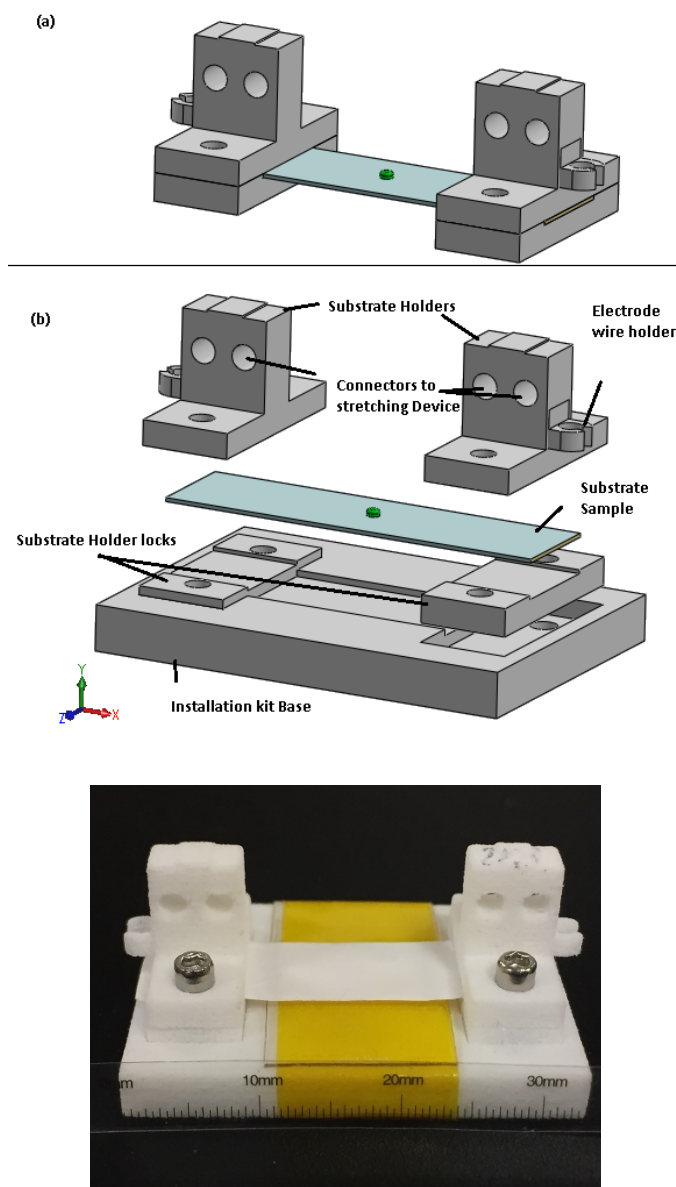 (a)
(b)
Substrate Holders
Electrode
wire holder
Connectors to
stretching Device
Substrate
Sample
Substrate Holder locks
Installation kit Base
Y
Z
X
10mm
20mm
30mm